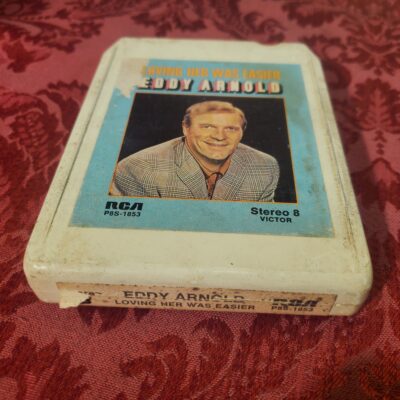 LOVING HER WAS EASIER
EDDY ARNOLD
RCA
P8S-1853
Stereo 8
VICTOR
EDDY ARNOLD
LOVING HER WAS EASIER
RCA
P8S-1853